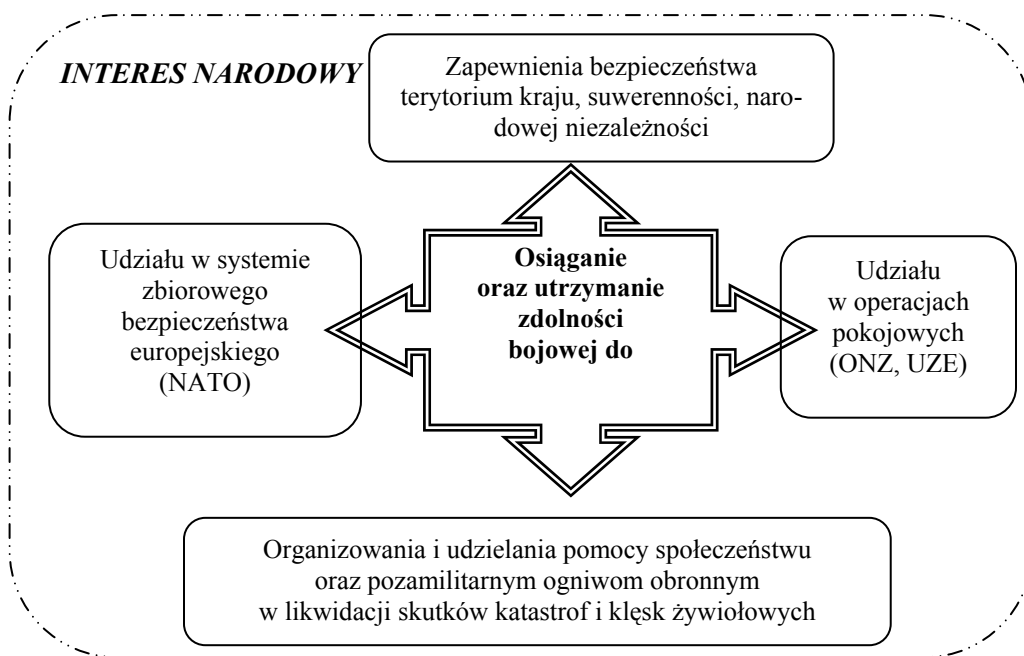 INTERES NARODOWY
Zapewnienia bezpieczeństwa
terytorium kraju, suwerenności, naro-
dowej niezależności
Udziału w systemie
zbiorowego
bezpieczeństwa
europejskiego
(NATO)
Osiąganie
oraz utrzymanie
zdolności
bojowej do
Udziału
w operacjach
pokojowych
(ONZ, UZE)
Organizowania i udzielania pomocy społeczeństwu
oraz pozamilitarnym ogniwom obronnym
w likwidacji skutków katastrof i klęsk żywiołowych